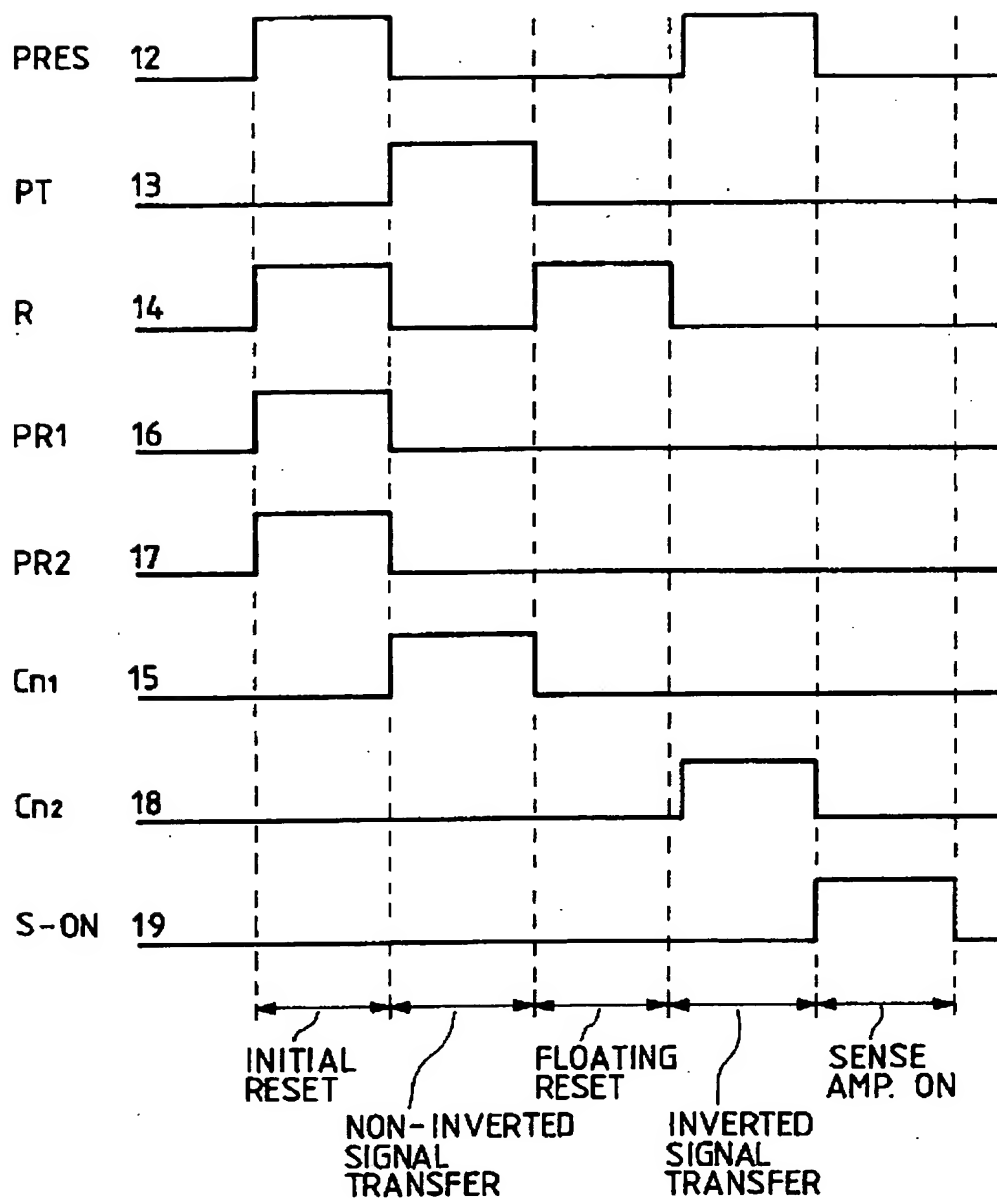 PRES 12
PT 13
R 14
PR1 16
PR2 17
Cn1 15
Cn2 18
S-ON 19
INITIAL
RESET
NON-INVERTED
SIGNAL
TRANSFER
FLOATING
RESET
INVERTED
SIGNAL
TRANSFER
SENSE
AMP. ON